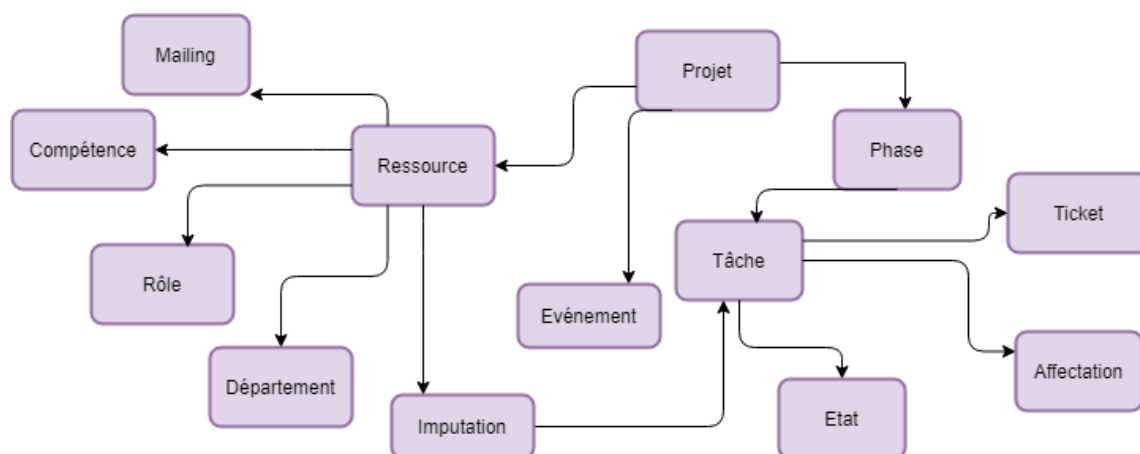 Mailing
Projet
Compétence
Ressource
Phase
Ticket
Rôle
Tâche
Evénement
Département
Affectation
Imputation
Etat